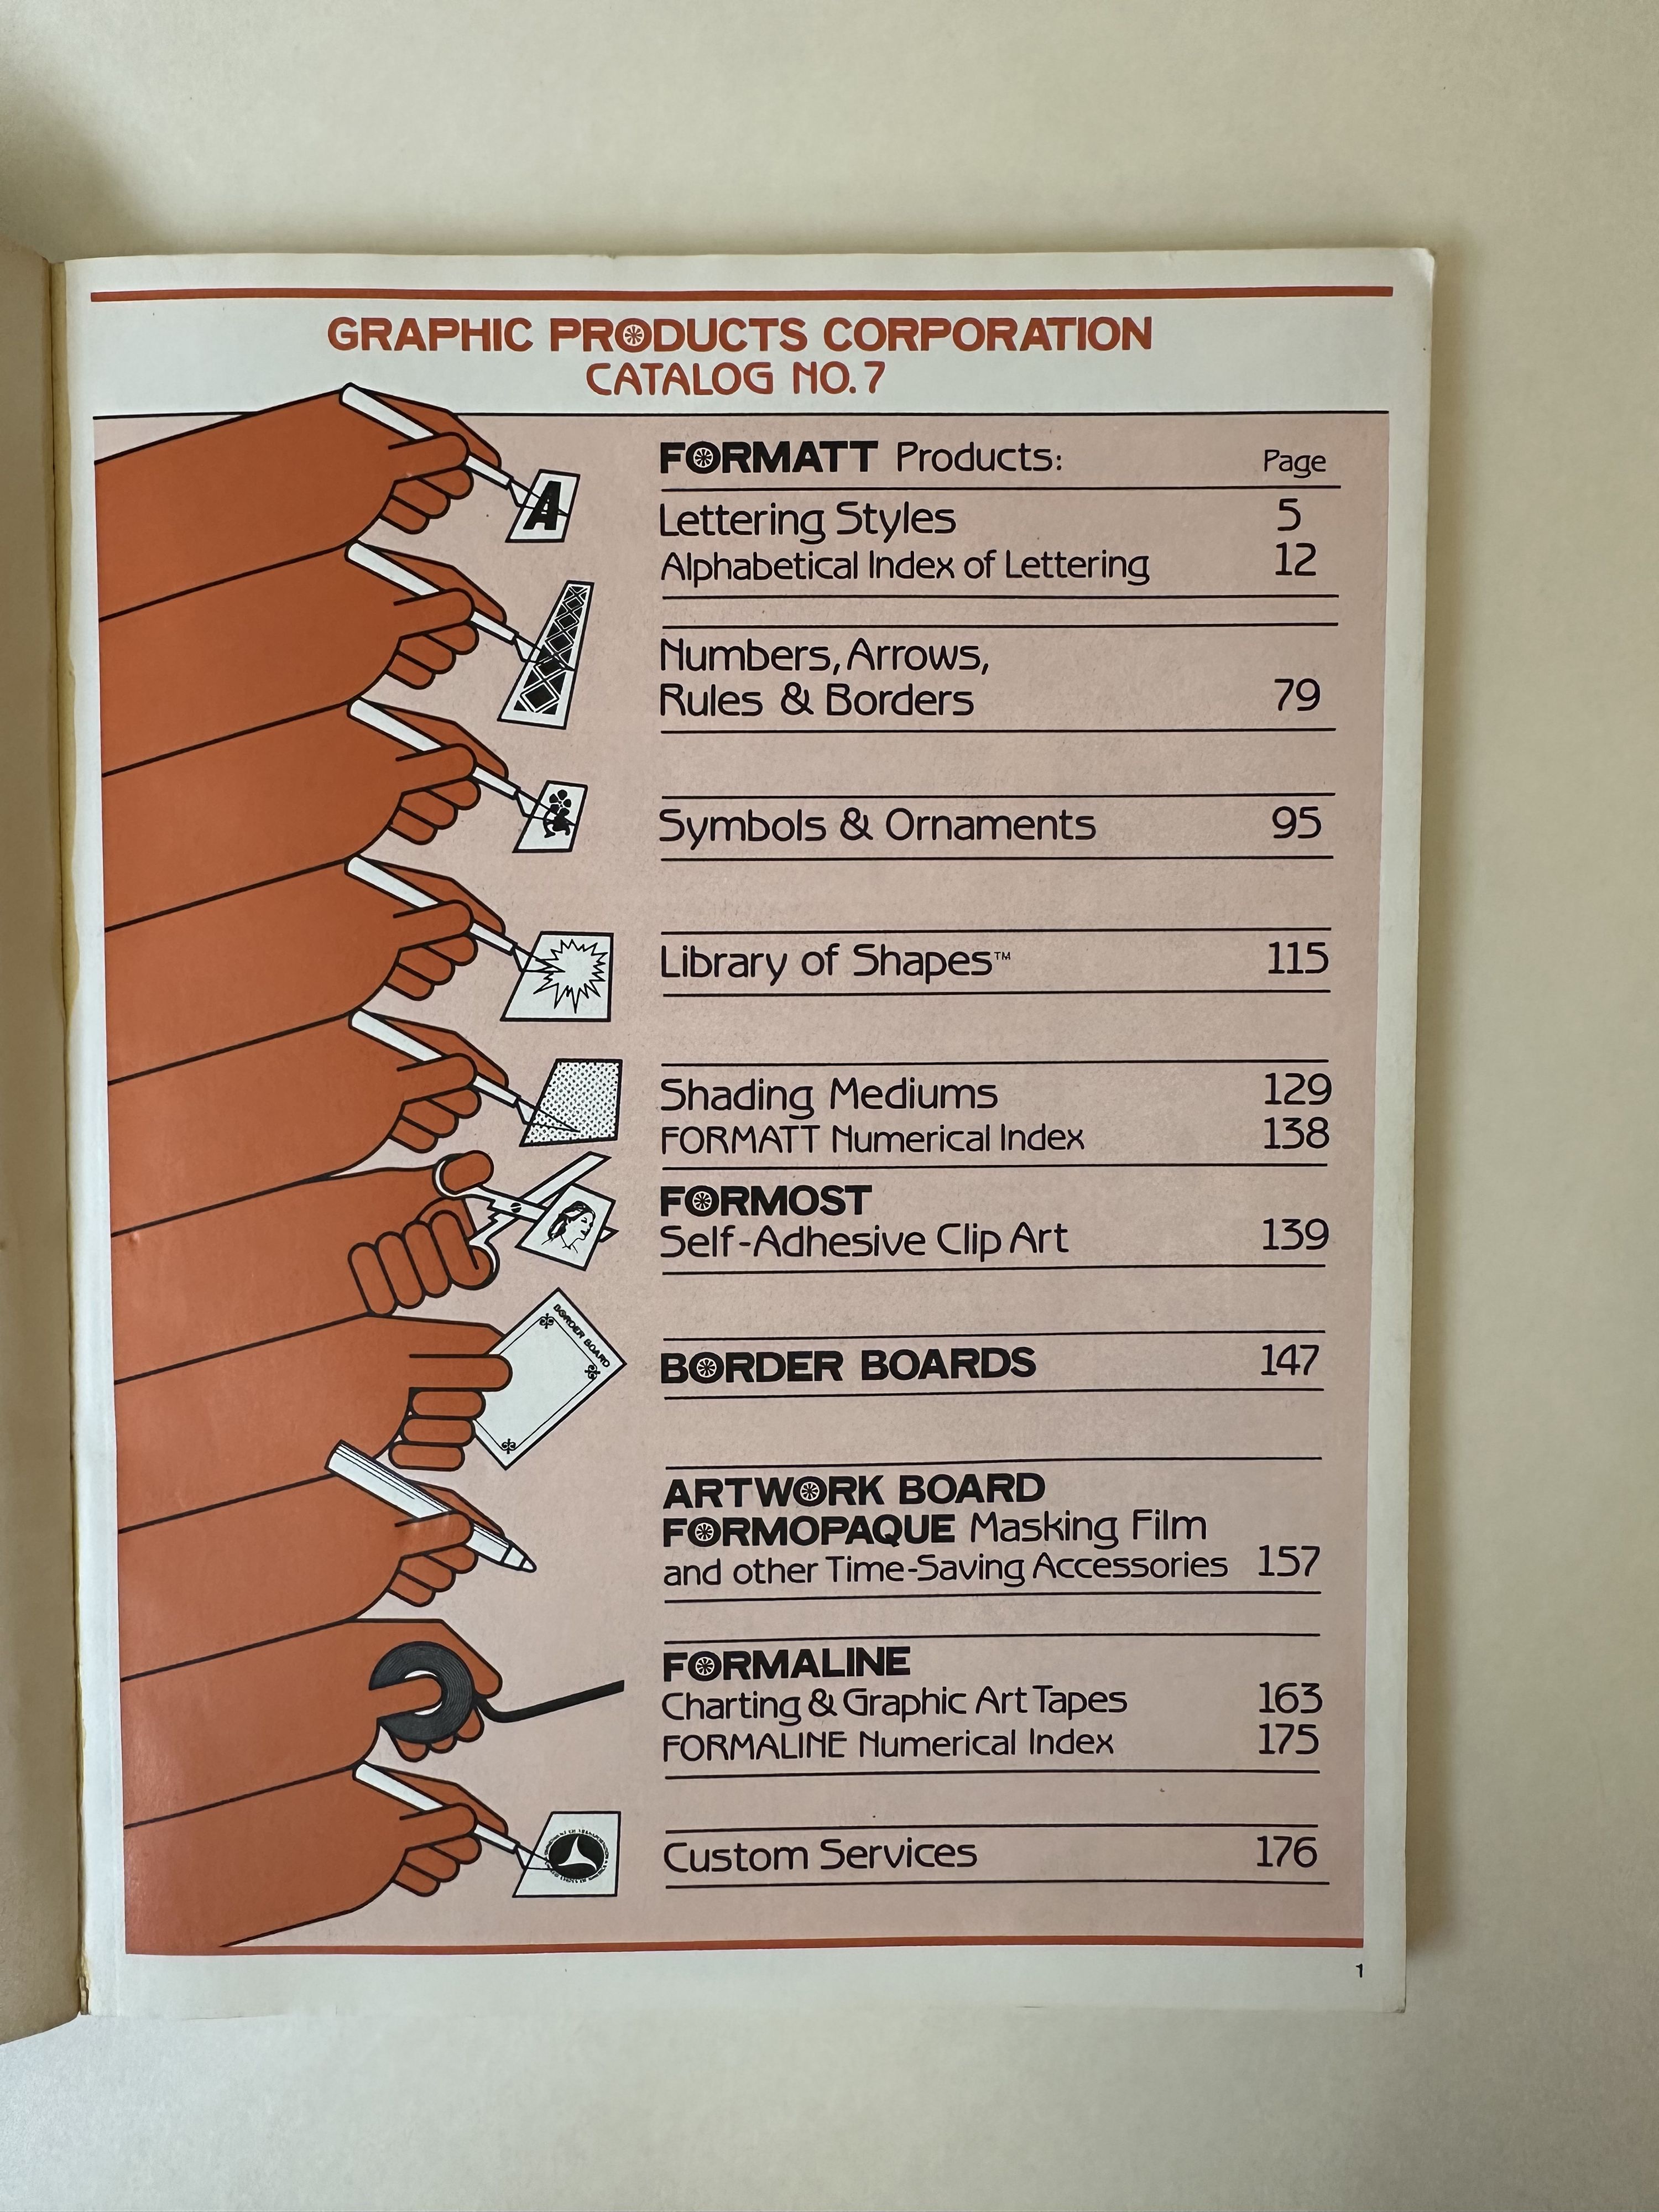 GRAPHIC PRODUCTS CORPORATION
CATALOG NO. 7
FORMATT Products: Page
Lettering Styles 5
Alphabetical Index of Lettering 12
Numbers, Arrows,
Rules & Borders 79
Symbols & Ornaments 95
Library of Shapes™ 115
Shading Mediums 129
FORMATT Numerical Index 138
FORMOST
Self-Adhesive Clip Art 139
BORDER BOARDS 147
ARTWORK BOARD
FORMOPAQUE Masking Film
and other Time-Saving Accessories 157
FORMALINE
Charting & Graphic Art Tapes 163
FORMALINE Numerical Index 175
Custom Services 176
A
BORDER BOARD
1